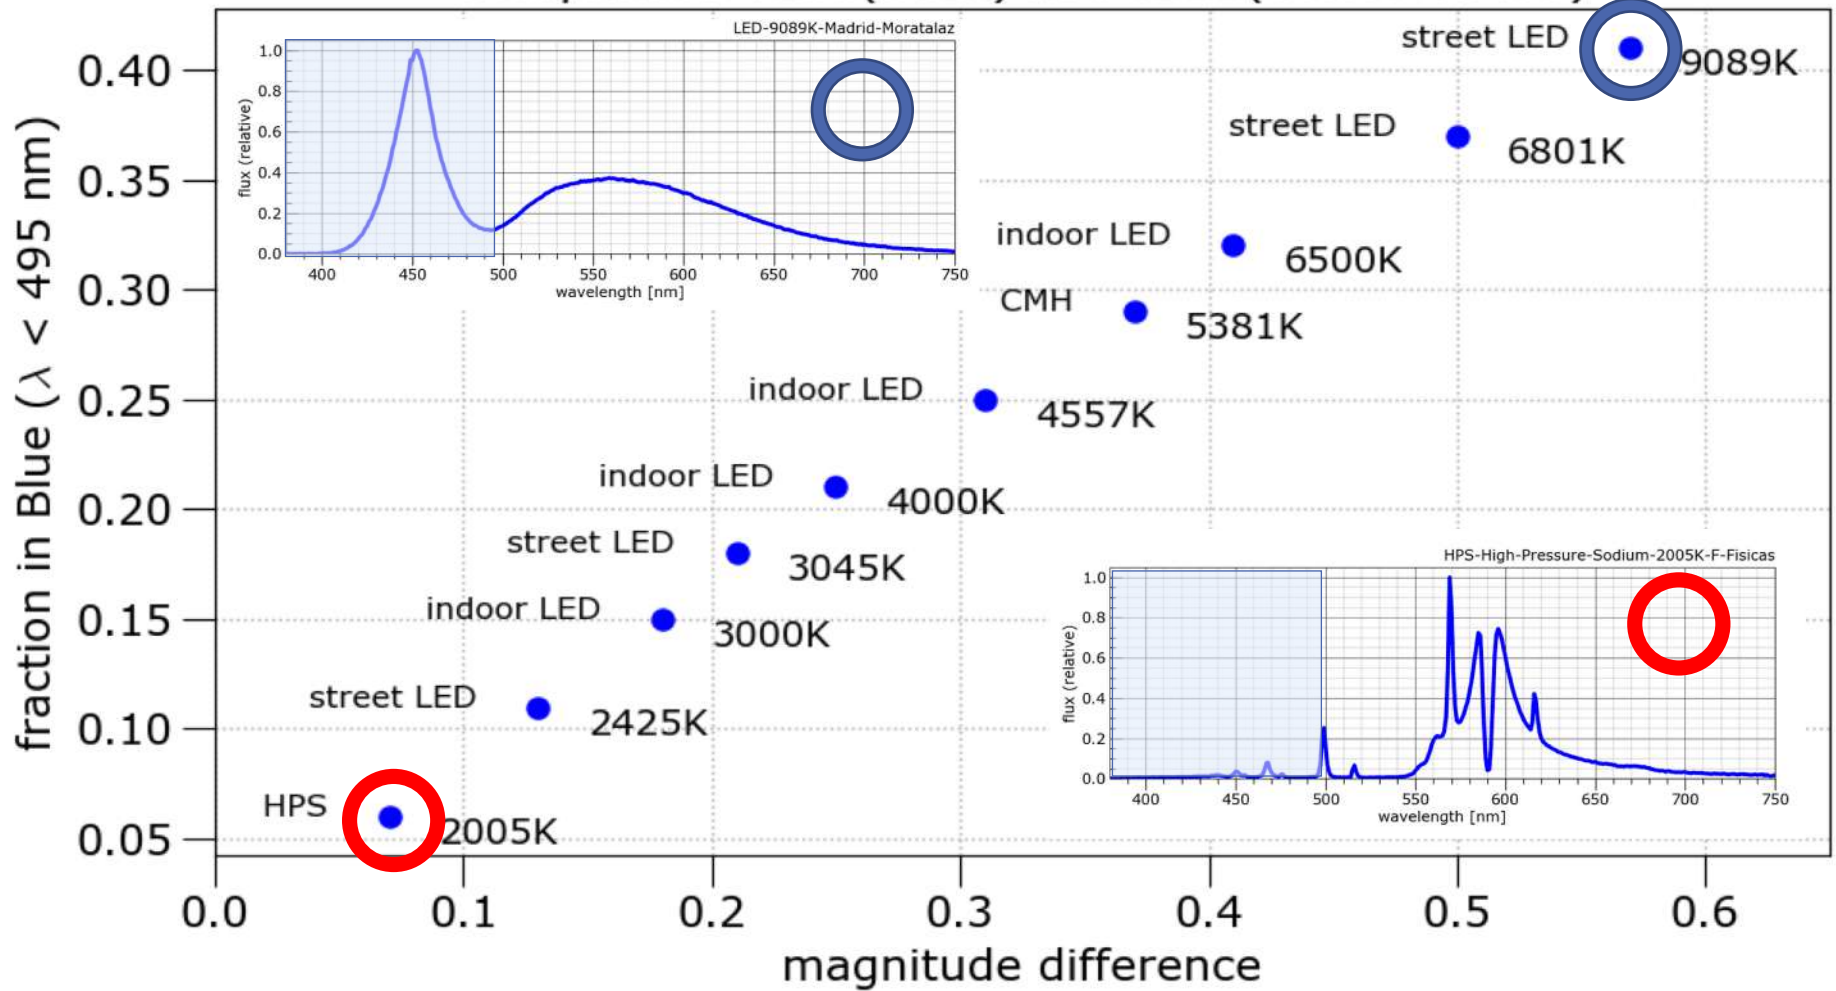 LED-9089K-Madrid-Moratalaz
flux (relative)
1.0
0.8
0.6
0.4
0.2
0.0
400 450 500 550 600 650 700 750
wavelength [nm]
street LED 9089K
street LED 6801K
indoor LED 6500K
CMH 5381K
indoor LED 4557K
indoor LED 4000K
street LED 3045K
indoor LED 3000K
street LED 2425K
HPS 2005K
HPS-High-Pressure-Sodium-2005K-F-Fisicas
flux (relative)
1.0
0.8
0.6
0.4
0.2
0.0
400 450 500 550 600 650 700 750
wavelength [nm]
fraction in Blue (λ < 495 nm)
0.40
0.35
0.30
0.25
0.20
0.15
0.10
0.05
0.0 0.1 0.2 0.3 0.4 0.5 0.6
magnitude difference